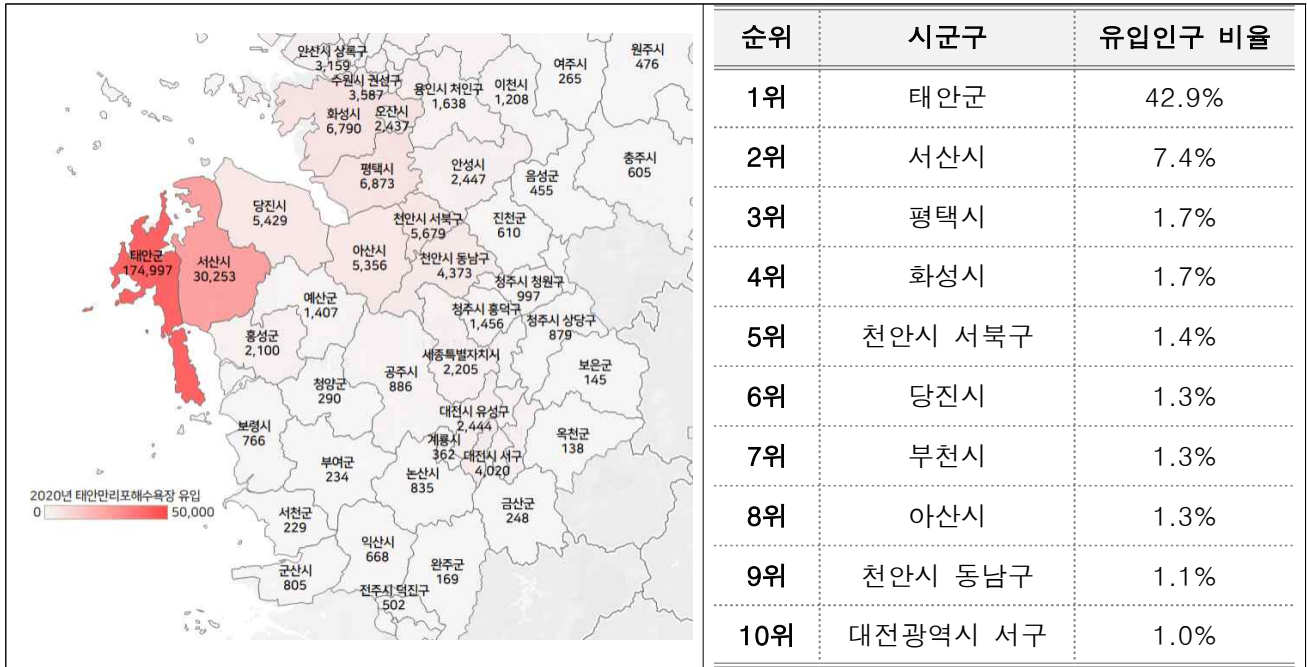 안산시 상록구
3,159
수원시 권선구
3,587
용인시 처인구
1,638
이천시
1,208
여주시
265
원주시
476
화성시
6,790
오산시
2,437
평택시
6,873
안성시
2,447
음성군
455
충주시
605
당진시
5,429
천안시 서북구
5,679
진천군
610
태안군
174,997
서산시
30,253
아산시
5,356
천안시 동남구
4,373
청주시 청원구
997
예산군
1,407
청주시 흥덕구
1,456
청주시 상당구
879
홍성군
2,100
세종특별자치시
2,205
공주시
886
보은군
145
청양군
290
대전시 유성구
2,444
보령시
766
계룡시
362
대전시 서구
4,020
옥천군
138
부여군
234
논산시
835
금산군
248
2020년 태안만리포해수욕장 유입
0 50,000
서천군
229
익산시
668
완주군
169
군산시
805
전주시 덕진구
502
순위 시군구 유입인구 비율
1위 태안군 42.9%
2위 서산시 7.4%
3위 평택시 1.7%
4위 화성시 1.7%
5위 천안시 서북구 1.4%
6위 당진시 1.3%
7위 부천시 1.3%
8위 아산시 1.3%
9위 천안시 동남구 1.1%
10위 대전광역시 서구 1.0%